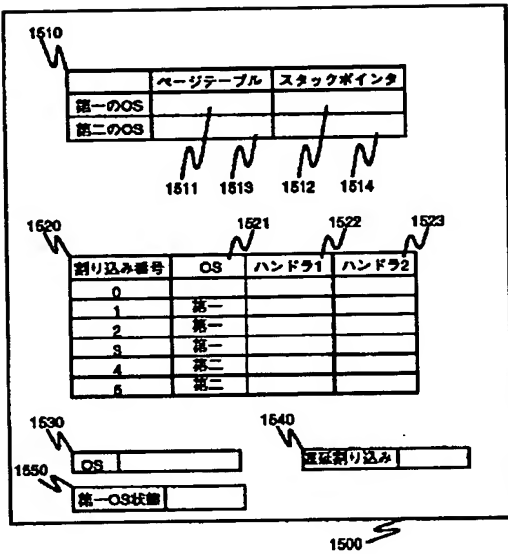 1510
ページテーブル スタックポインタ
第一のOS
第二のOS
1511 1513 1512 1514
1520 1521 1522 1523
割り込み番号 OS ハンドラ1 ハンドラ2
0
1 第一
2 第一
3 第一
4 第二
5 第二
1530 1540
OS 遅延割り込み
1550
第一OS状態
1500